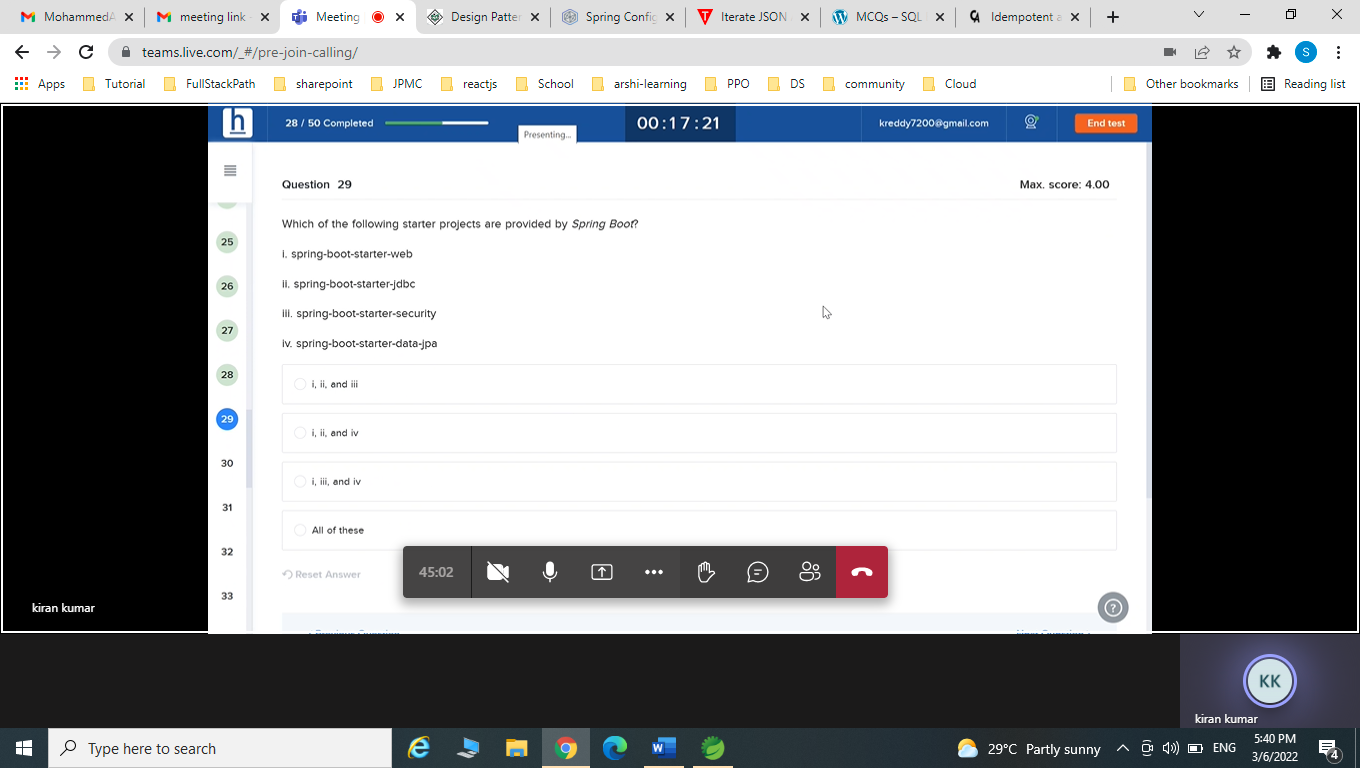 MohammedA
meeting link
Meeting
Design Patter
Spring Config
Iterate JSON
MCQs – SQL
Idempotent a
teams.live.com/_#/pre-join-calling/
S
Apps
Tutorial
FullStackPath
sharepoint
JPMC
reactjs
School
arshi-learning
PPO
DS
community
Cloud
Other bookmarks
Reading list
h
28 / 50 Completed
Presenting...
00:17:21
kreddy7200@gmail.com
End test
Question 29
Max. score: 4.00
Which of the following starter projects are provided by Spring Boot?
i. spring-boot-starter-web
ii. spring-boot-starter-jdbc
iii. spring-boot-starter-security
iv. spring-boot-starter-data-jpa
25
26
27
28
29
30
31
32
33
i, ii, and iii
i, ii, and iv
i, iii, and iv
All of these
Reset Answer
45:02
kiran kumar
KK
kiran kumar
Type here to search
29°C Partly sunny
ENG
5:40 PM
3/6/2022
4